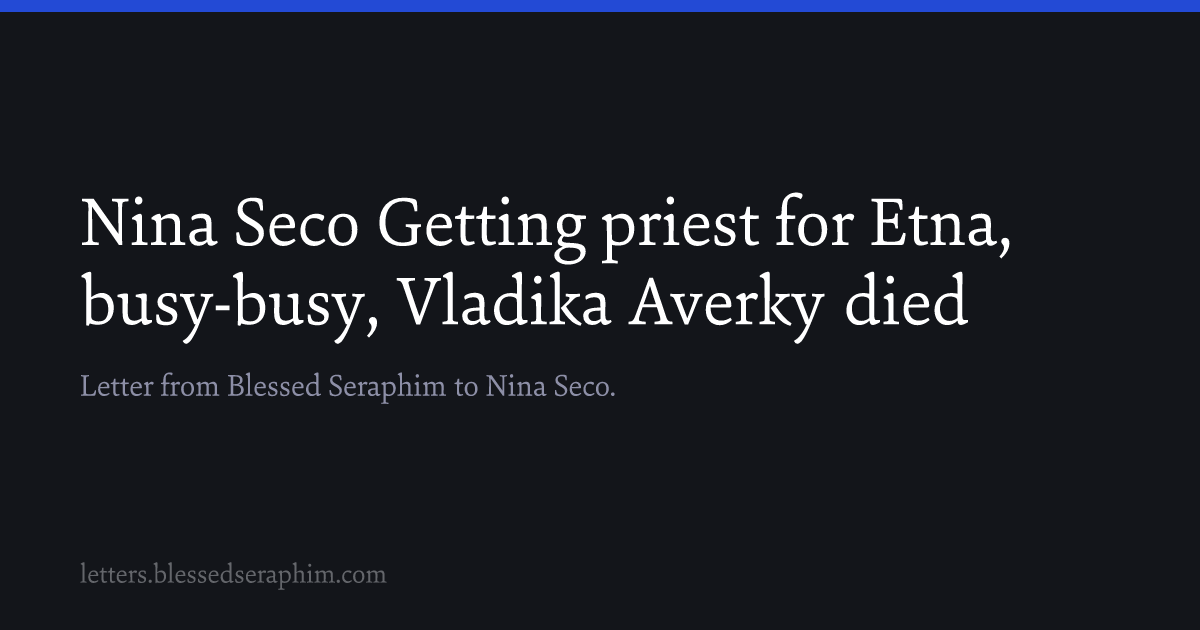 Nina Seco Getting priest for Etna,
busy-busy, Vladika Averky died
Letter from Blessed Seraphim to Nina Seco.
letters.blessedseraphim.com